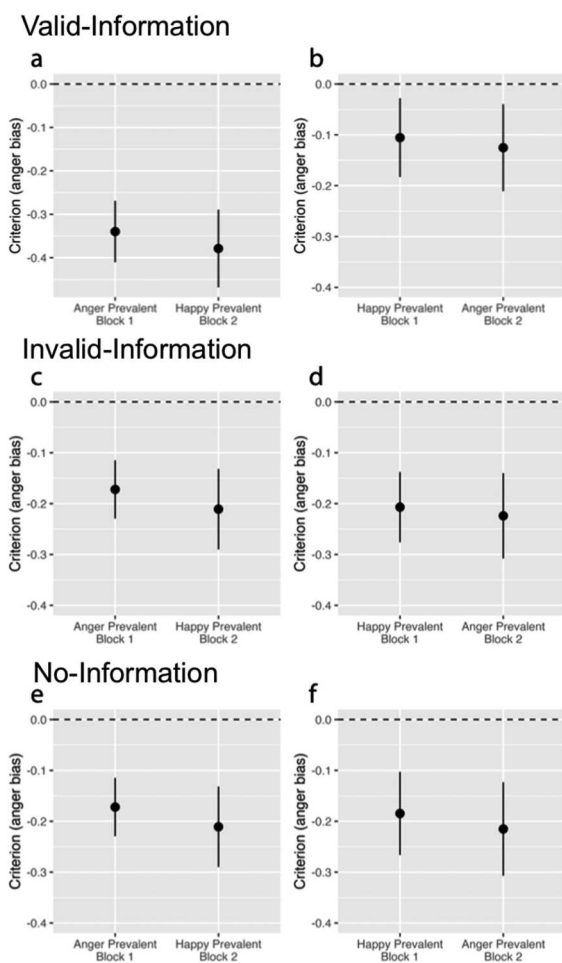 Valid-Information
a
b
0.0
-0.1
-0.3
-0.4
Criterion (anger bias)
Anger Prevalent
Block 1
Happy Prevalent
Block 2
0.0
-0.1
-0.2
-0.3
-0.4
Criterion (anger bias)
Happy Prevalent
Block 1
Anger Prevalent
Block 2
Invalid-Information
c
d
0.0
-0.1
-0.2
-0.3
-0.4
Criterion (anger bias)
Anger Prevalent
Block 1
Happy Prevalent
Block 2
0.0
-0.1
-0.2
-0.3
-0.4
Criterion (anger bias)
Happy Prevalent
Block 1
Anger Prevalent
Block 2
No-Information
e
f
0.0
-0.1
-0.2
-0.3
-0.4
Criterion (anger bias)
Anger Prevalent
Block 1
Happy Prevalent
Block 2
0.0
-0.1
-0.2
-0.3
-0.4
Criterion (anger bias)
Happy Prevalent
Block 1
Anger Prevalent
Block 2